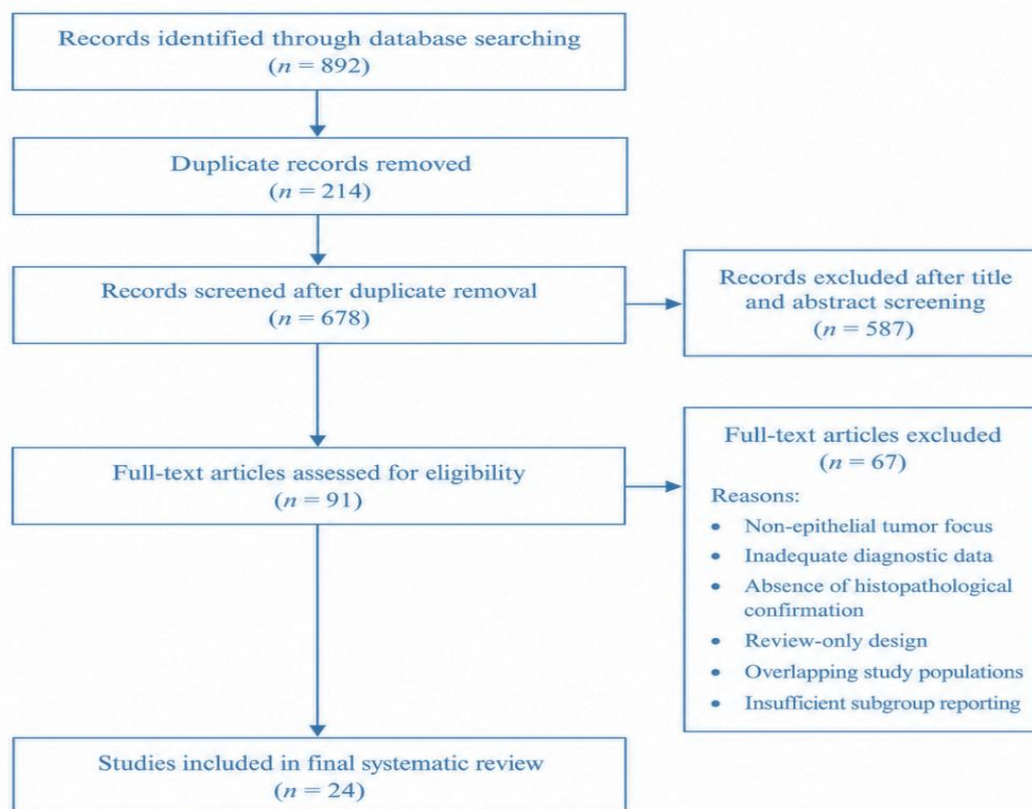 Records identified through database searching
(n = 892)
Duplicate records removed
(n = 214)
Records screened after duplicate removal
(n = 678)
Records excluded after title
and abstract screening
(n = 587)
Full-text articles assessed for eligibility
(n = 91)
Full-text articles excluded
(n = 67)
Reasons:
• Non-epithelial tumor focus
• Inadequate diagnostic data
• Absence of histopathological
confirmation
• Review-only design
• Overlapping study populations
• Insufficient subgroup reporting
Studies included in final systematic review
(n = 24)